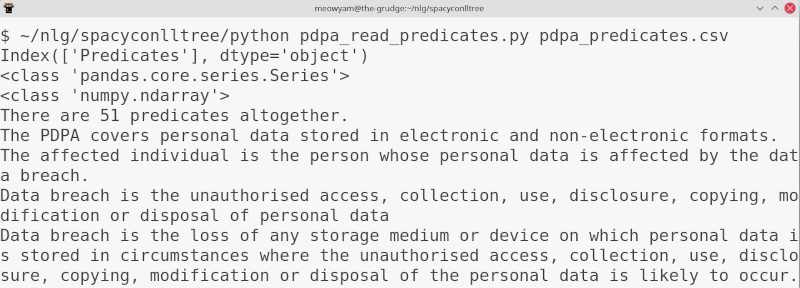 meowyam@the-grudge:~/nlg/spacyconlltree
$ ~/nlg/spacyconlltree/python pdpa_read_predicates.py pdpa_predicates.csv
Index(['Predicates'], dtype='object')
<class 'pandas.core.series.Series'>
<class 'numpy.ndarray'>
There are 51 predicates altogether.
The PDPA covers personal data stored in electronic and non-electronic formats.
The affected individual is the person whose personal data is affected by the dat
a breach.
Data breach is the unauthorised access, collection, use, disclosure, copying, mo
dification or disposal of personal data
Data breach is the loss of any storage medium or device on which personal data i
s stored in circumstances where the unauthorised access, collection, use, disclo
sure, copying, modification or disposal of the personal data is likely to occur.